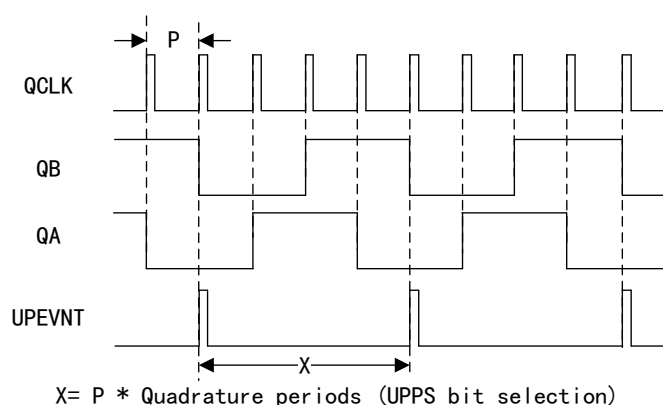 P
QCLK
QB
QA
UPEVNT
X
X= P * Quadrature periods (UPPS bit selection)